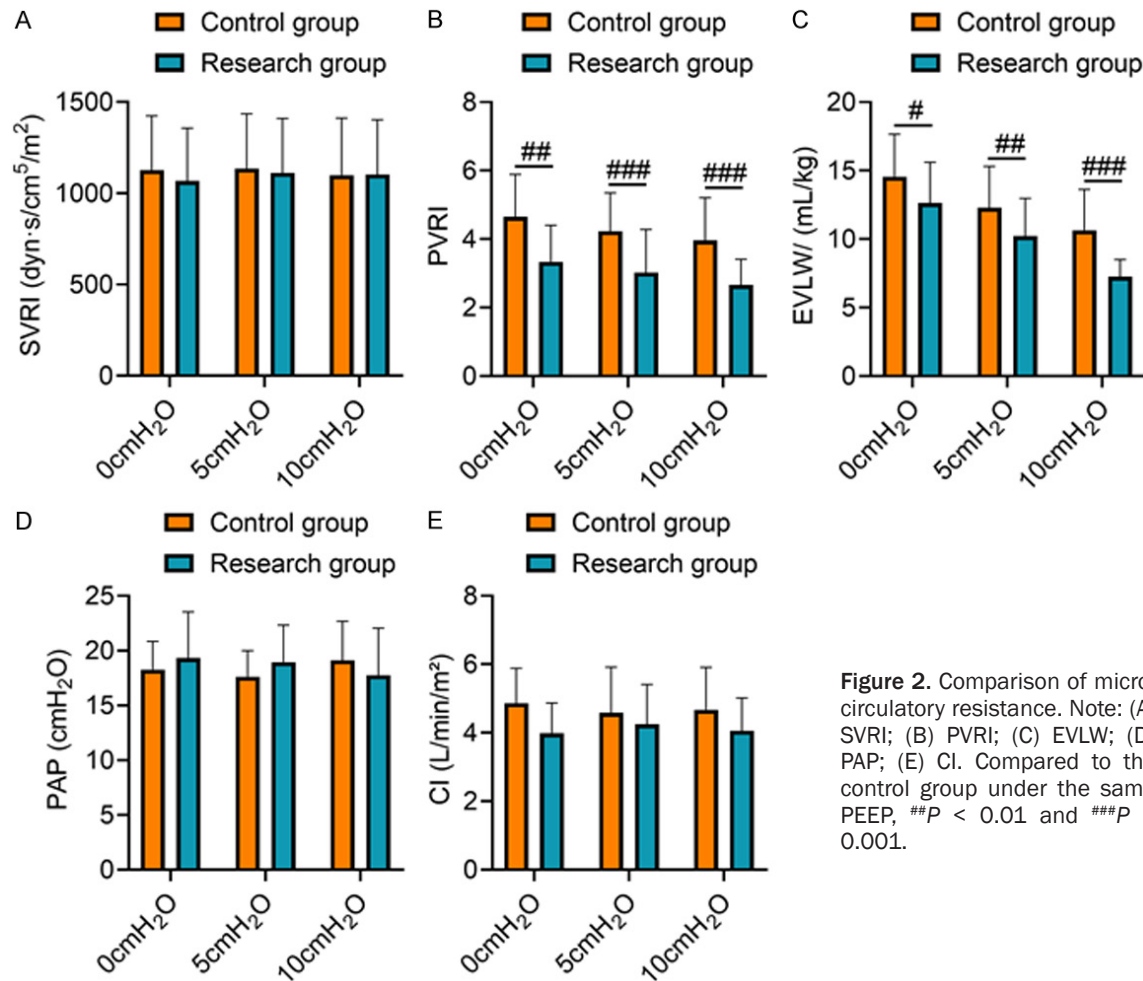 A
Control group
Research group
SVRI (dyn·s/cm⁵/m²)
1500
1000
500
0
0cmH₂O
5cmH₂O
10cmH₂O
B
Control group
Research group
PVRI
8
6
4
2
0
##
###
###
0cmH₂O
5cmH₂O
10cmH₂O
C
Control group
Research group
EVLW/ (mL/kg)
20
15
10
5
0
#
##
###
0cmH₂O
5cmH₂O
10cmH₂O
D
Control group
Research group
PAP (cmH₂O)
25
20
15
10
5
0
0cmH₂O
5cmH₂O
10cmH₂O
E
Control group
Research group
CI (L/min/m²)
8
6
4
2
0
0cmH₂O
5cmH₂O
10cmH₂O
Figure 2. Comparison of micro
circulatory resistance. Note: (A
SVRI; (B) PVRI; (C) EVLW; (D
PAP; (E) CI. Compared to th
control group under the sam
PEEP, ##P < 0.01 and ###P
0.001.